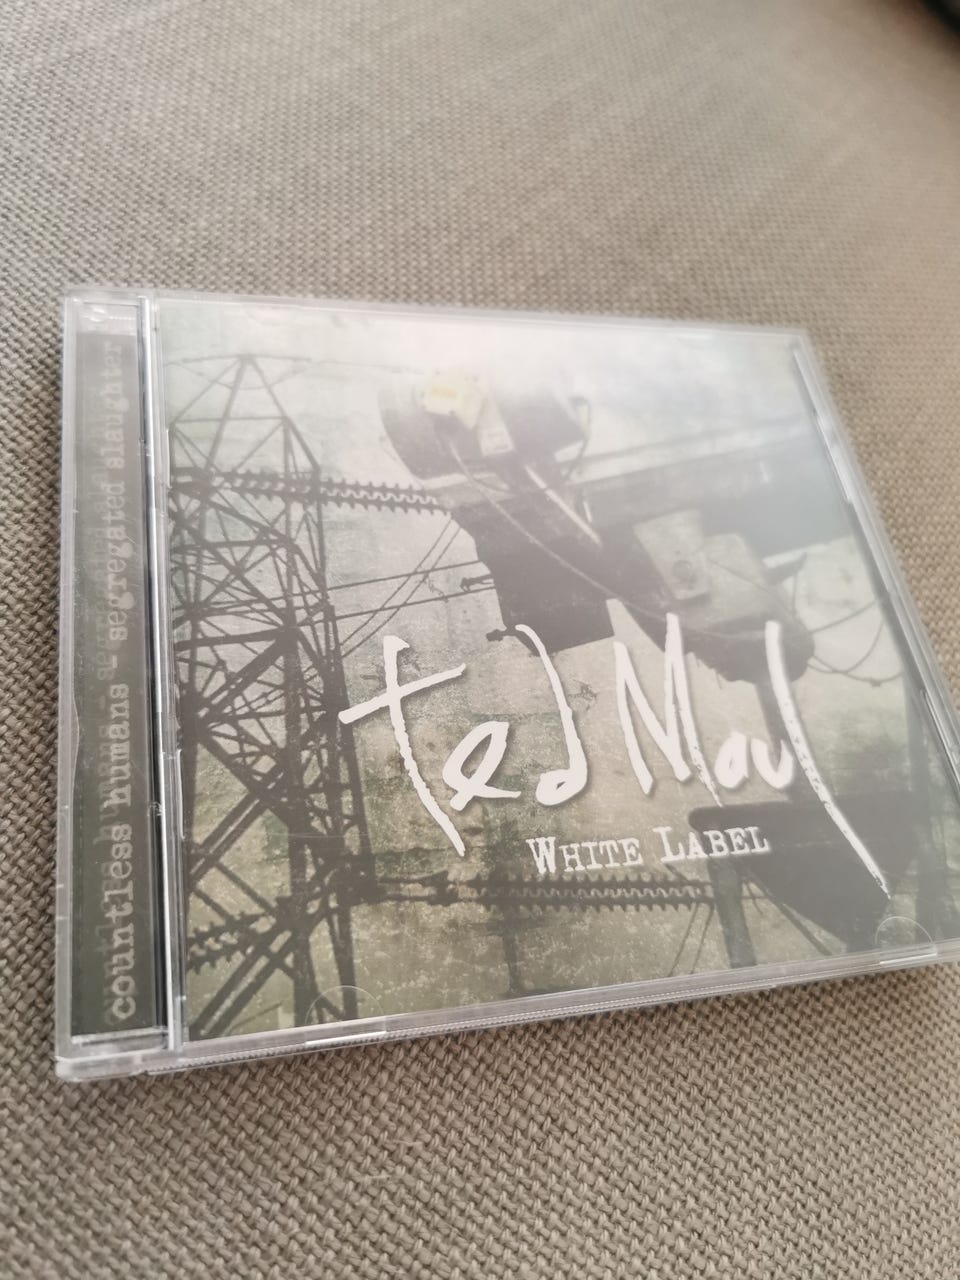 countless humans - segregated slaughter
ted Maul
WHITE LABEL